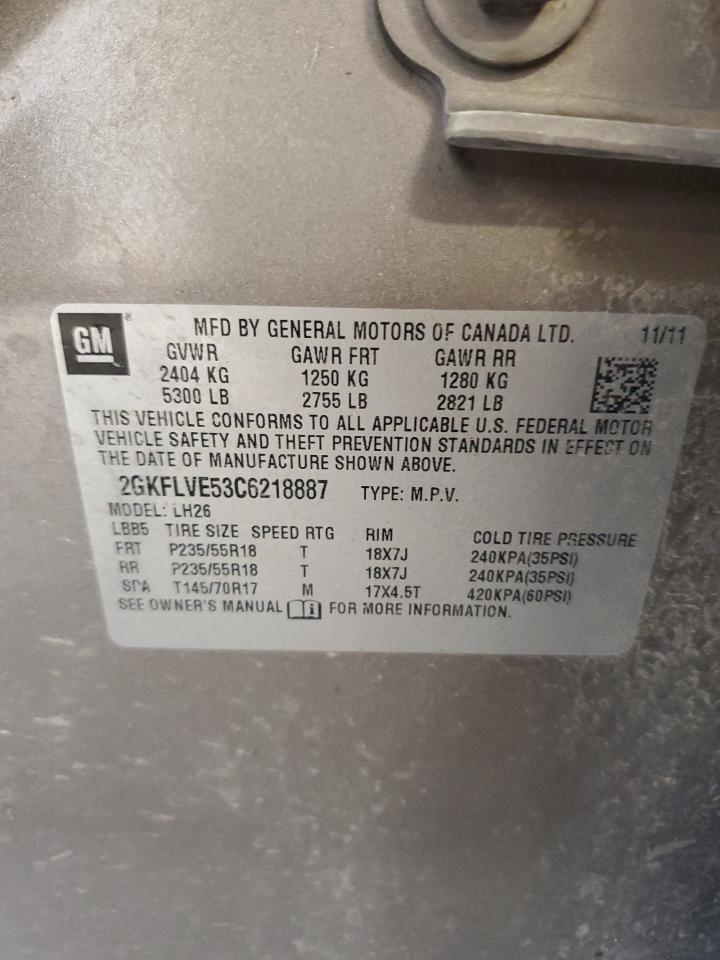 GM ® MFD BY GENERAL MOTORS OF CANADA LTD. 11/11
GVWR GAWR FRT GAWR RR
2404 KG 1250 KG 1280 KG
5300 LB 2755 LB 2821 LB
THIS VEHICLE CONFORMS TO ALL APPLICABLE U.S. FEDERAL MOTOR
VEHICLE SAFETY AND THEFT PREVENTION STANDARDS IN EFFECT ON
THE DATE OF MANUFACTURE SHOWN ABOVE.
2GKFLVE53C6218887 TYPE: M.P.V.
MODEL: LH26
LBB5 TIRE SIZE SPEED RTG RIM COLD TIRE PRESSURE
FRT P235/55R18 T 18X7J 240KPA(35PSI)
RR P235/55R18 T 18X7J 240KPA(35PSI)
SPA T145/70R17 M 17X4.5T 420KPA(60PSI)
SEE OWNER'S MANUAL i FOR MORE INFORMATION.